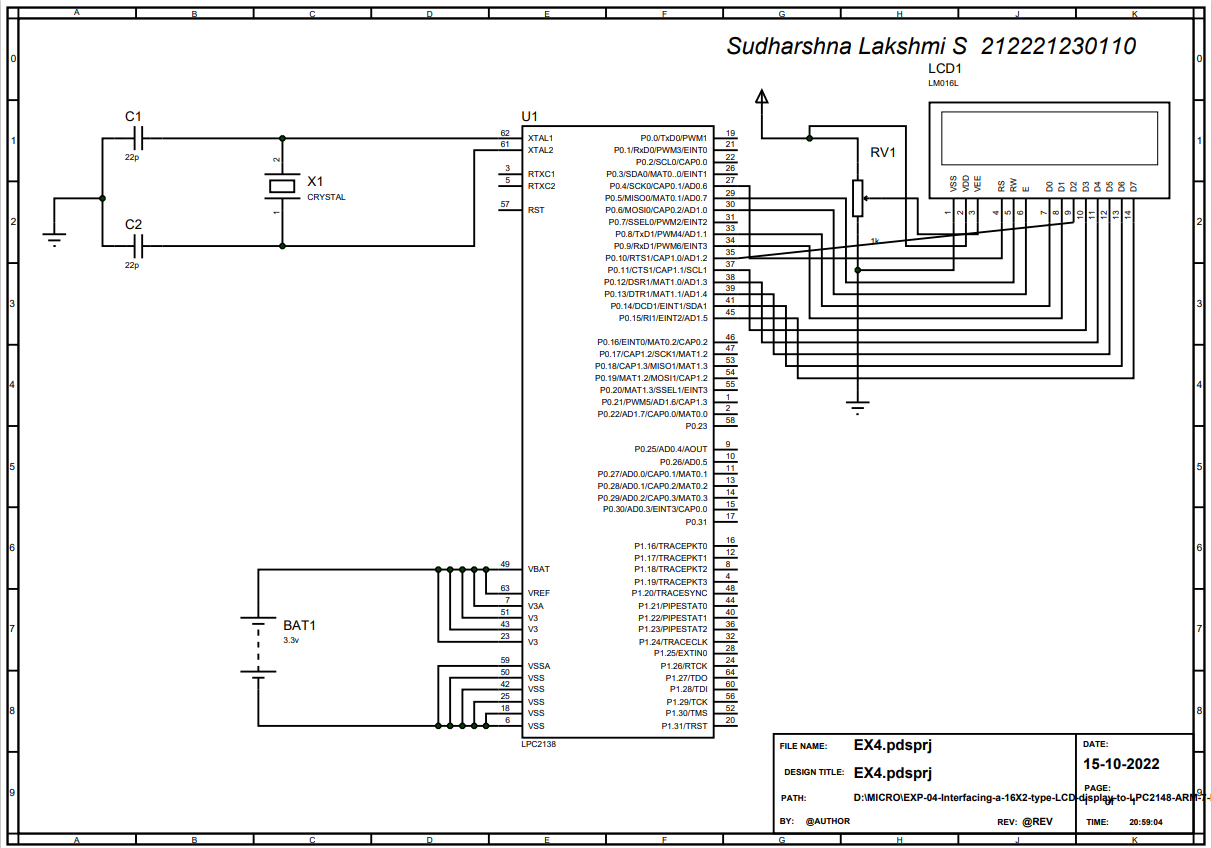 A B C D E F G H J K
Sudharshna Lakshmi S 212221230110
LCD1
LM016L
VSS VDD VEE RS RW E D0 D1 D2 D3 D4 D5 D6 D7
1 2 3 4 5 6 7 8 9 10 11 12 13 14
RV1
1k
C1
22p
C2
22p
X1
CRYSTAL
2
1
U1
62 XTAL1
61 XTAL2
3 RTXC1
5 RTXC2
57 RST
49 VBAT
63 VREF
7 V3A
51 V3
43 V3
23 V3
59 VSSA
50 VSS
42 VSS
25 VSS
18 VSS
6 VSS
P0.0/TxD0/PWM1 19
P0.1/RxD0/PWM3/EINT0 21
P0.2/SCL0/CAP0.0 22
P0.3/SDA0/MAT0..0/EINT1 26
P0.4/SCK0/CAP0.1/AD0.6 27
P0.5/MISO0/MAT0.1/AD0.7 29
P0.6/MOSI0/CAP0.2/AD1.0 30
P0.7/SSEL0/PWM2/EINT2 31
P0.8/TxD1/PWM4/AD1.1 33
P0.9/RxD1/PWM6/EINT3 34
P0.10/RTS1/CAP1.0/AD1.2 35
P0.11/CTS1/CAP1.1/SCL1 37
P0.12/DSR1/MAT1.0/AD1.3 38
P0.13/DTR1/MAT1.1/AD1.4 39
P0.14/DCD1/EINT1/SDA1 41
P0.15/RI1/EINT2/AD1.5 45
P0.16/EINT0/MAT0.2/CAP0.2 46
P0.17/CAP1.2/SCK1/MAT1.2 47
P0.18/CAP1.3/MISO1/MAT1.3 53
P0.19/MAT1.2/MOSI1/CAP1.2 54
P0.20/MAT1.3/SSEL1/EINT3 55
P0.21/PWM5/AD1.6/CAP1.3 1
P0.22/AD1.7/CAP0.0/MAT0.0 2
P0.23 58
P0.25/AD0.4/AOUT 9
P0.26/AD0.5 10
P0.27/AD0.0/CAP0.1/MAT0.1 11
P0.28/AD0.1/CAP0.2/MAT0.2 13
P0.29/AD0.2/CAP0.3/MAT0.3 14
P0.30/AD0.3/EINT3/CAP0.0 15
P0.31 17
P1.16/TRACEPKT0 16
P1.17/TRACEPKT1 12
P1.18/TRACEPKT2 8
P1.19/TRACEPKT3 4
P1.20/TRACESYNC 48
P1.21/PIPESTAT0 44
P1.22/PIPESTAT1 40
P1.23/PIPESTAT2 36
P1.24/TRACECLK 32
P1.25/EXTIN0 28
P1.26/RTCK 24
P1.27/TDO 64
P1.28/TDI 60
P1.29/TCK 56
P1.30/TMS 52
P1.31/TRST 20
LPC2138
BAT1
3.3v
0 0
1 1
2 2
3 3
4 4
5 5
6 6
7 7
8 8
9 9
FILE NAME: EX4.pdsprj
DESIGN TITLE: EX4.pdsprj
PATH: D:\MICRO\EXP-04-Interfacing-a-16X2-type-LCD-display-to-LPC2148-ARM-7-
BY: @AUTHOR REV: @REV
DATE:
15-10-2022
PAGE:
TIME: 20:59:04
A B C D E F G H J K